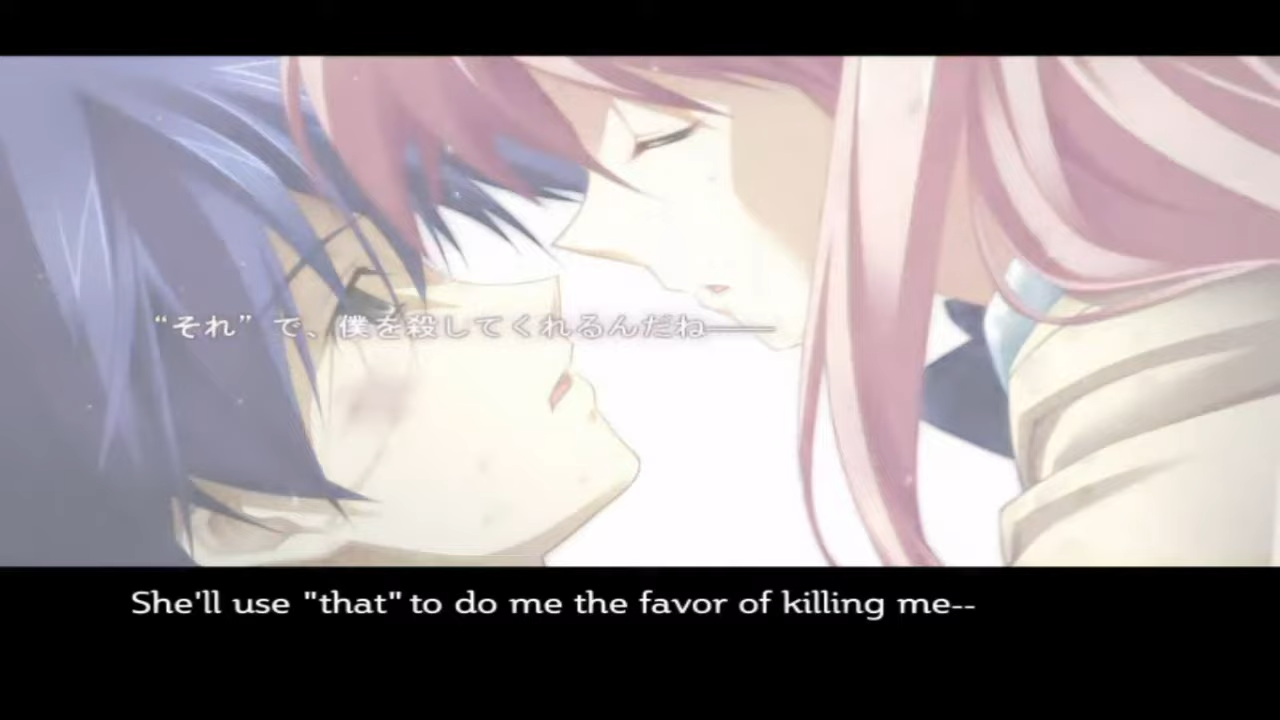 “それ”で、僕を殺してくれるんだね――
She'll use "that" to do me the favor of killing me--